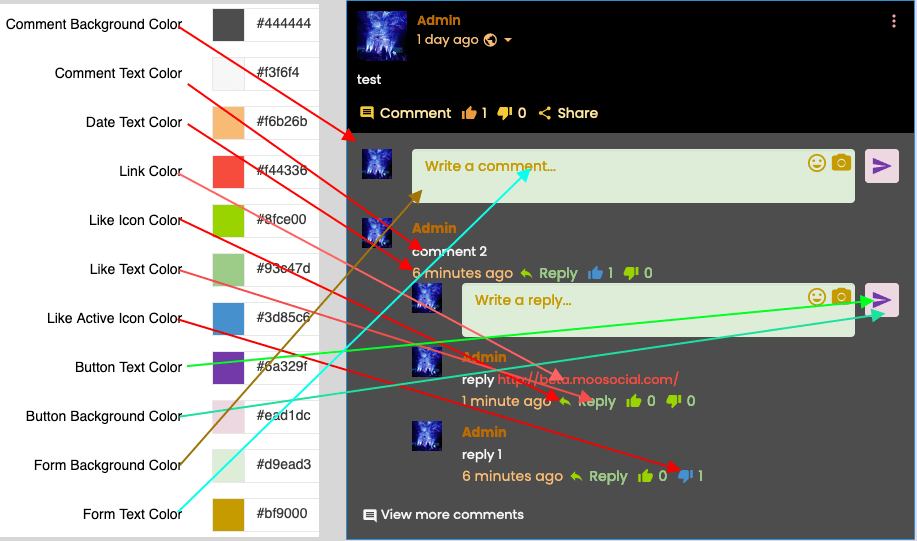 Comment Background Color #444444
Comment Text Color #f3f6f4
Date Text Color #f6b26b
Link Color #f44336
Like Icon Color #8fce00
Like Text Color #93c47d
Like Active Icon Color #3d85c6
Button Text Color #6a329f
Button Background Color #ead1dc
Form Background Color #d9ead3
Form Text Color #bf9000
Admin
1 day ago
test
Comment 1 1 Share
Write a comment...
Admin
comment 2
6 minutes ago Reply 1 0
Write a reply...
Admin
reply http://beta.moosocial.com/
1 minute ago Reply 0 0
Admin
reply 1
6 minutes ago Reply 0 1
View more comments